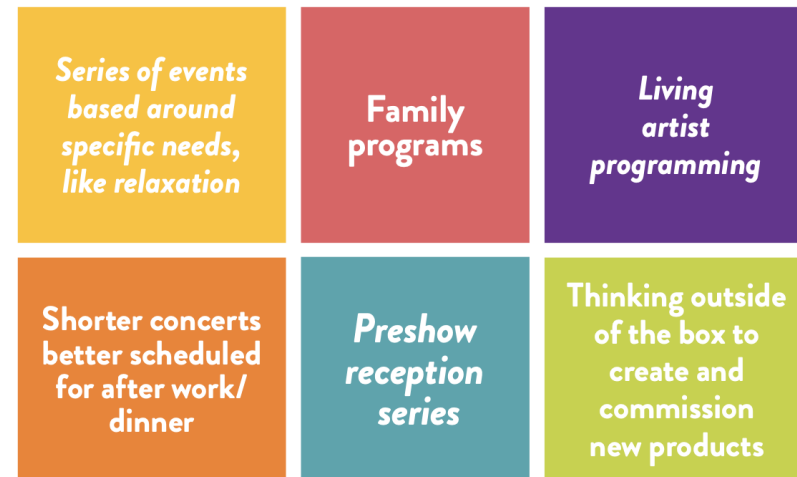 Series of events
based around
specific needs,
like relaxation
Family
programs
Living
artist
programming
Shorter concerts
better scheduled
for after work/
dinner
Preshow
reception
series
Thinking outside
of the box to
create and
commission
new products